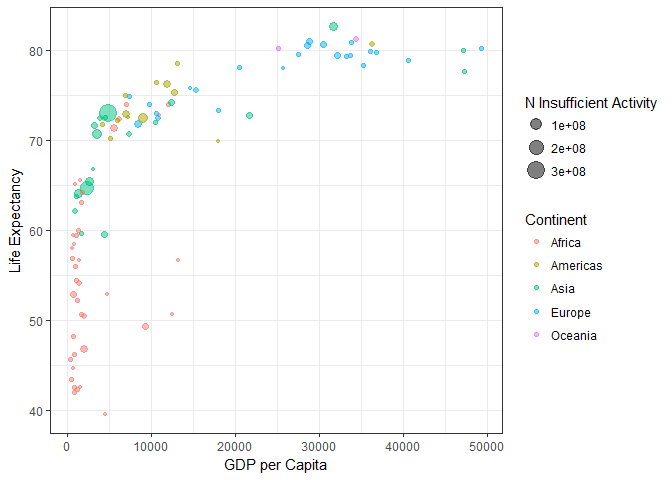 80
70
60
50
40
Life Expectancy
0
10000
20000
30000
40000
50000
GDP per Capita
N Insufficient Activity
1e+08
2e+08
3e+08
Continent
Africa
Americas
Asia
Europe
Oceania